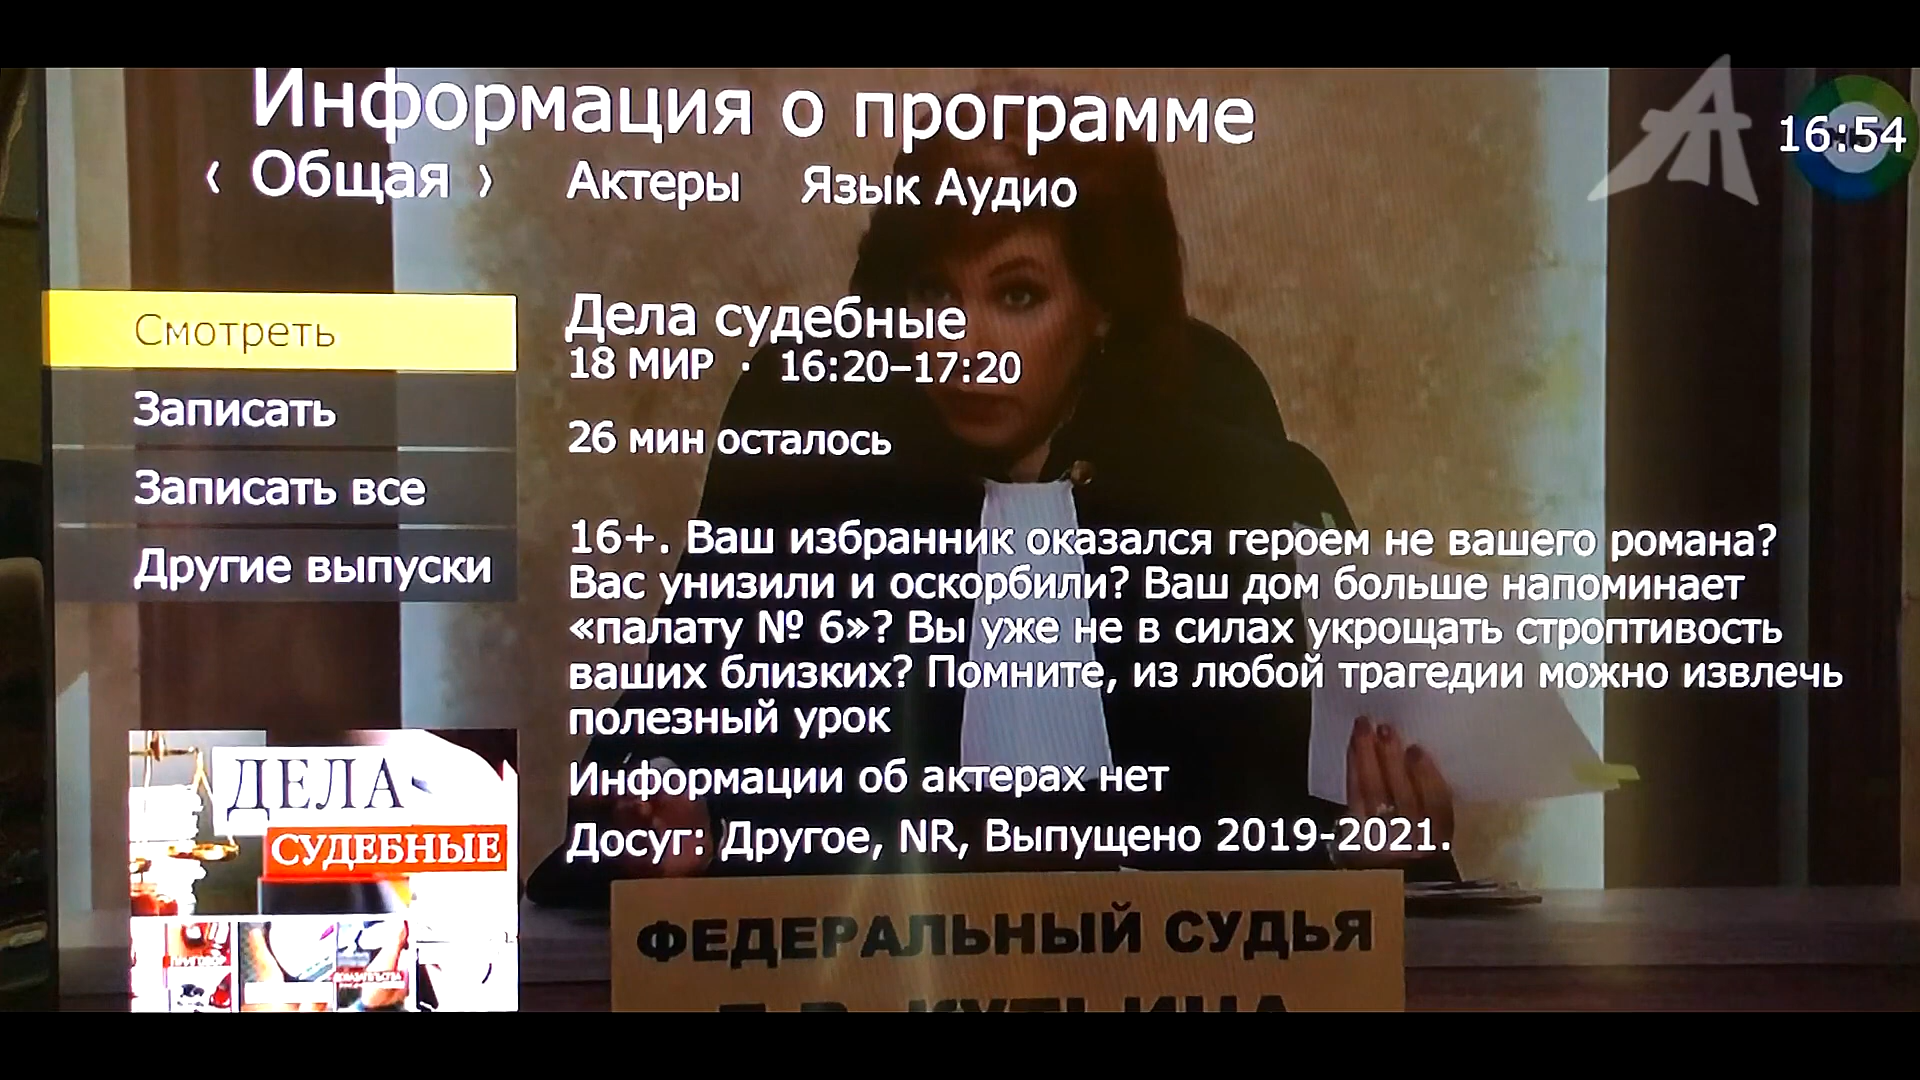 Информация о программе
16:54
‹ Общая › Актеры Язык Аудио
Смотреть
Записать
Записать все
Другие выпуски
Дела судебные
18 МИР · 16:20–17:20
26 мин осталось
16+. Ваш избранник оказался героем не вашего романа?
Вас унизили и оскорбили? Ваш дом больше напоминает
«палату № 6»? Вы уже не в силах укрощать строптивость
ваших близких? Помните, из любой трагедии можно извлечь
полезный урок
Информации об актерах нет
Досуг: Другое, NR, Выпущено 2019-2021.
ДЕЛА
СУДЕБНЫЕ
ПРИГОВОР
ФЕДЕРАЛЬНЫЙ СУДЬЯ